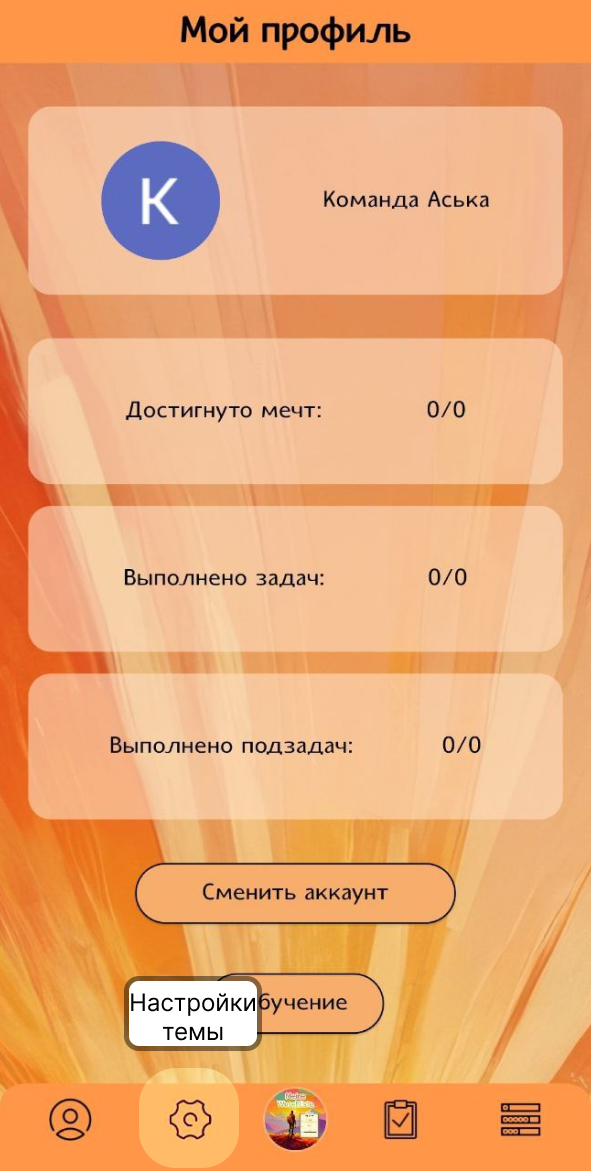 Мой профиль
К
Команда Аська
Достигнуто мечт: 0/0
Выполнено задач: 0/0
Выполнено подзадач: 0/0
Сменить аккаунт
бучение
Настройки
темы